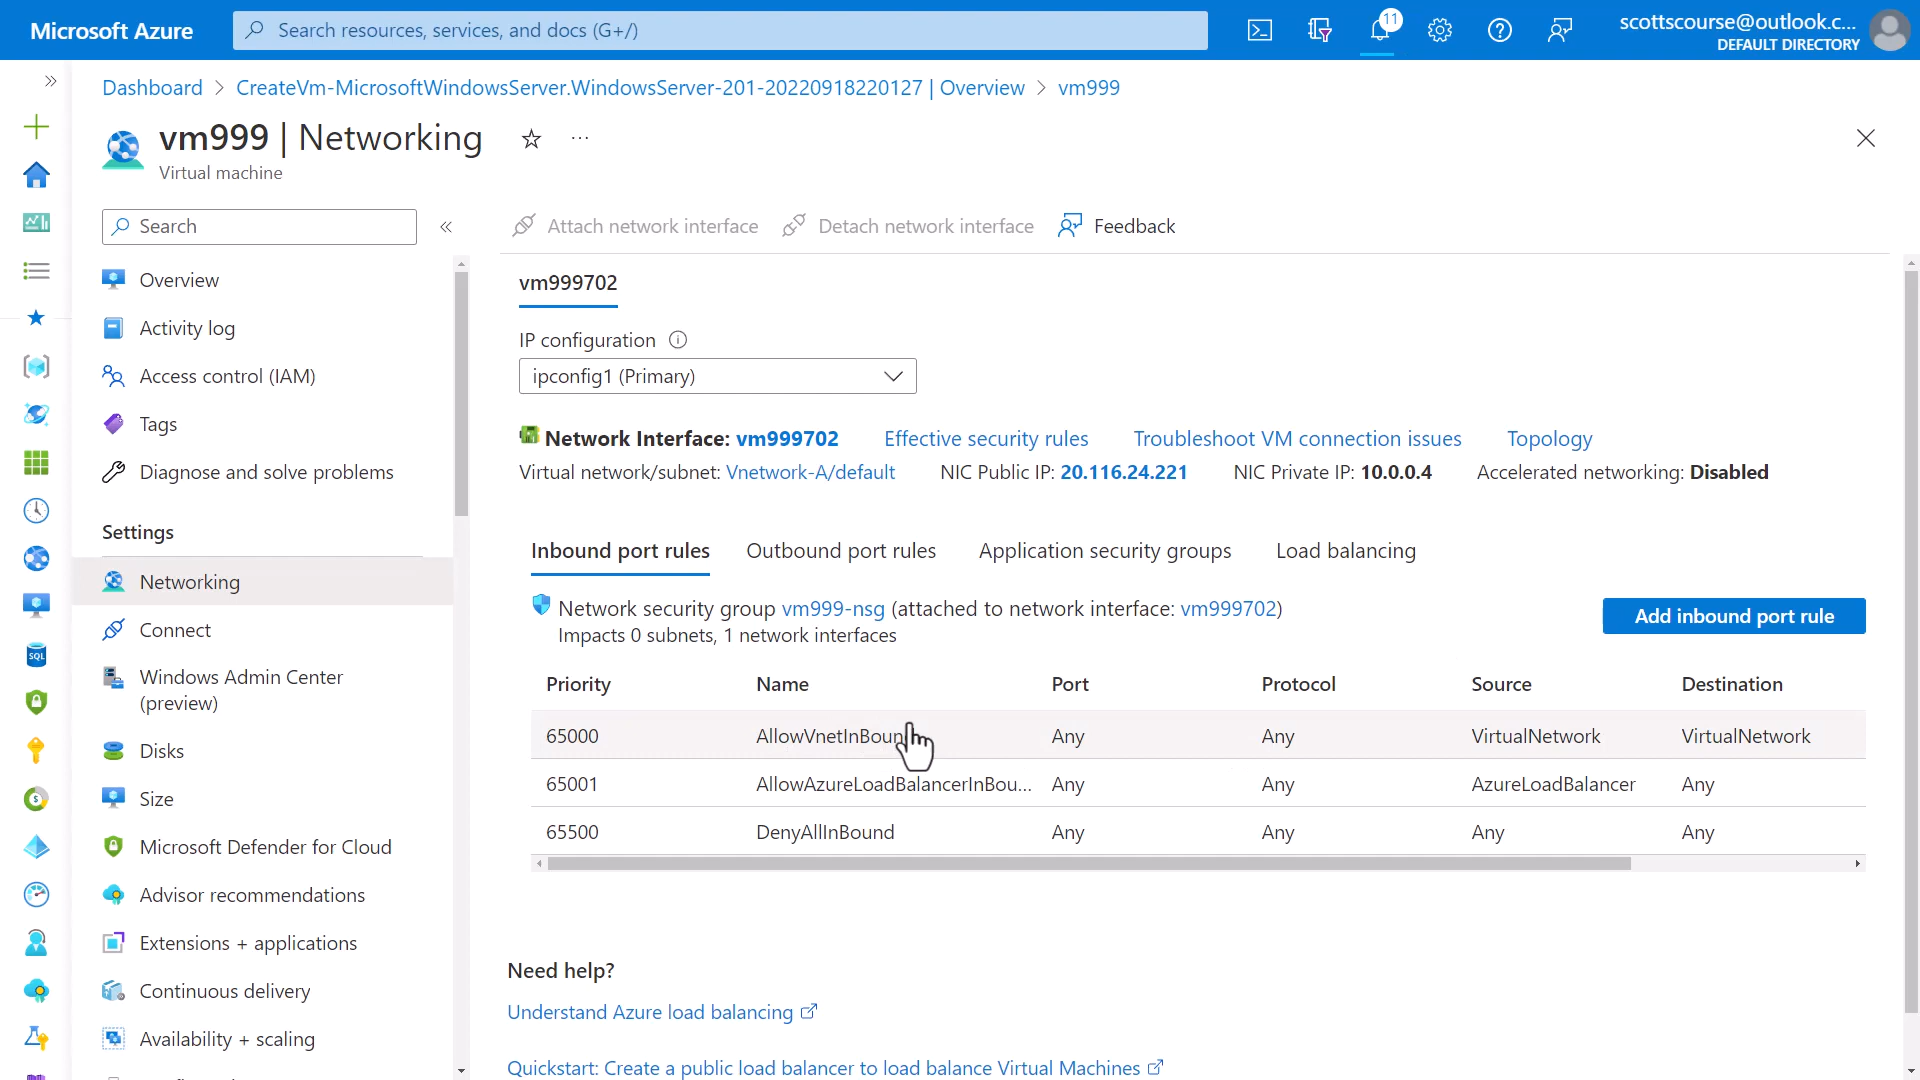 Microsoft Azure
Search resources, services, and docs (G+/)
11
scottscourse@outlook.c...
DEFAULT DIRECTORY
Dashboard > CreateVm-MicrosoftWindowsServer.WindowsServer-201-20220918220127 | Overview > vm999
vm999 | Networking
Virtual machine
Search
Overview
Activity log
Access control (IAM)
Tags
Diagnose and solve problems
Settings
Networking
Connect
Windows Admin Center
(preview)
Disks
Size
Microsoft Defender for Cloud
Advisor recommendations
Extensions + applications
Continuous delivery
Availability + scaling
Attach network interface Detach network interface Feedback
vm999702
IP configuration
ipconfig1 (Primary)
Network Interface: vm999702 Effective security rules Troubleshoot VM connection issues Topology
Virtual network/subnet: Vnetwork-A/default NIC Public IP: 20.116.24.221 NIC Private IP: 10.0.0.4 Accelerated networking: Disabled
Inbound port rules Outbound port rules Application security groups Load balancing
Network security group vm999-nsg (attached to network interface: vm999702)
Impacts 0 subnets, 1 network interfaces
Add inbound port rule
Priority Name Port Protocol Source Destination
65000 AllowVnetInBound Any Any VirtualNetwork VirtualNetwork
65001 AllowAzureLoadBalancerInBou... Any Any AzureLoadBalancer Any
65500 DenyAllInBound Any Any Any Any
Need help?
Understand Azure load balancing
Quickstart: Create a public load balancer to load balance Virtual Machines